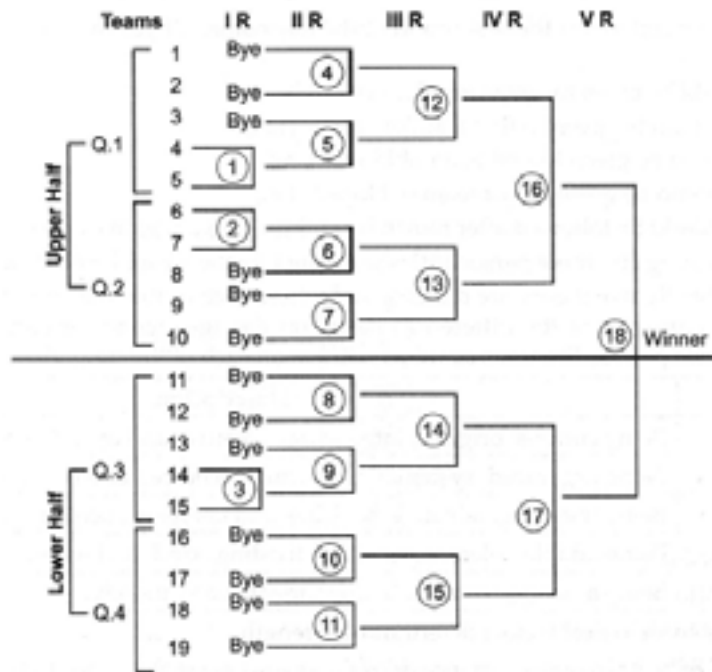 Teams I R II R III R IV R V R
1 Bye
4
2 Bye
12
3 Bye
5
Q.1
4
1
5
16
6
2
7
6
8 Bye
13
Q.2
9 Bye
7
10 Bye
Upper Half
18 Winner
11 Bye
8
12 Bye
14
13 Bye
9
Q.3
14
3
15
17
16 Bye
10
17 Bye
15
18 Bye
Q.4
11
19 Bye
Lower Half